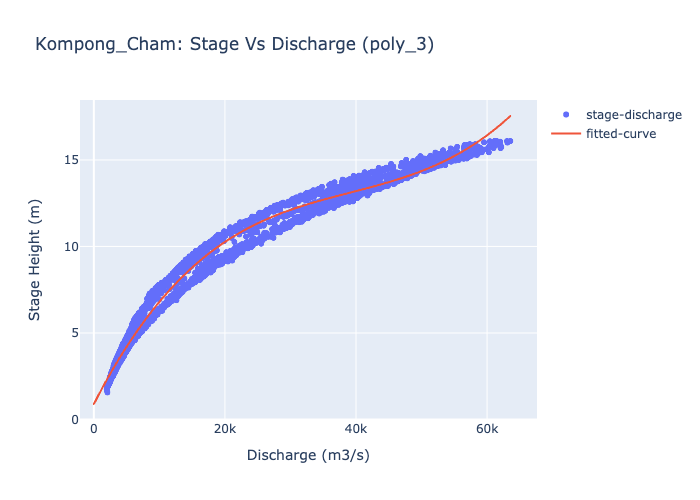 Kompong_Cham: Stage Vs Discharge (poly_3)
stage-discharge
fitted-curve
15
10
5
0
Stage Height (m)
0
20k
40k
60k
Discharge (m3/s)